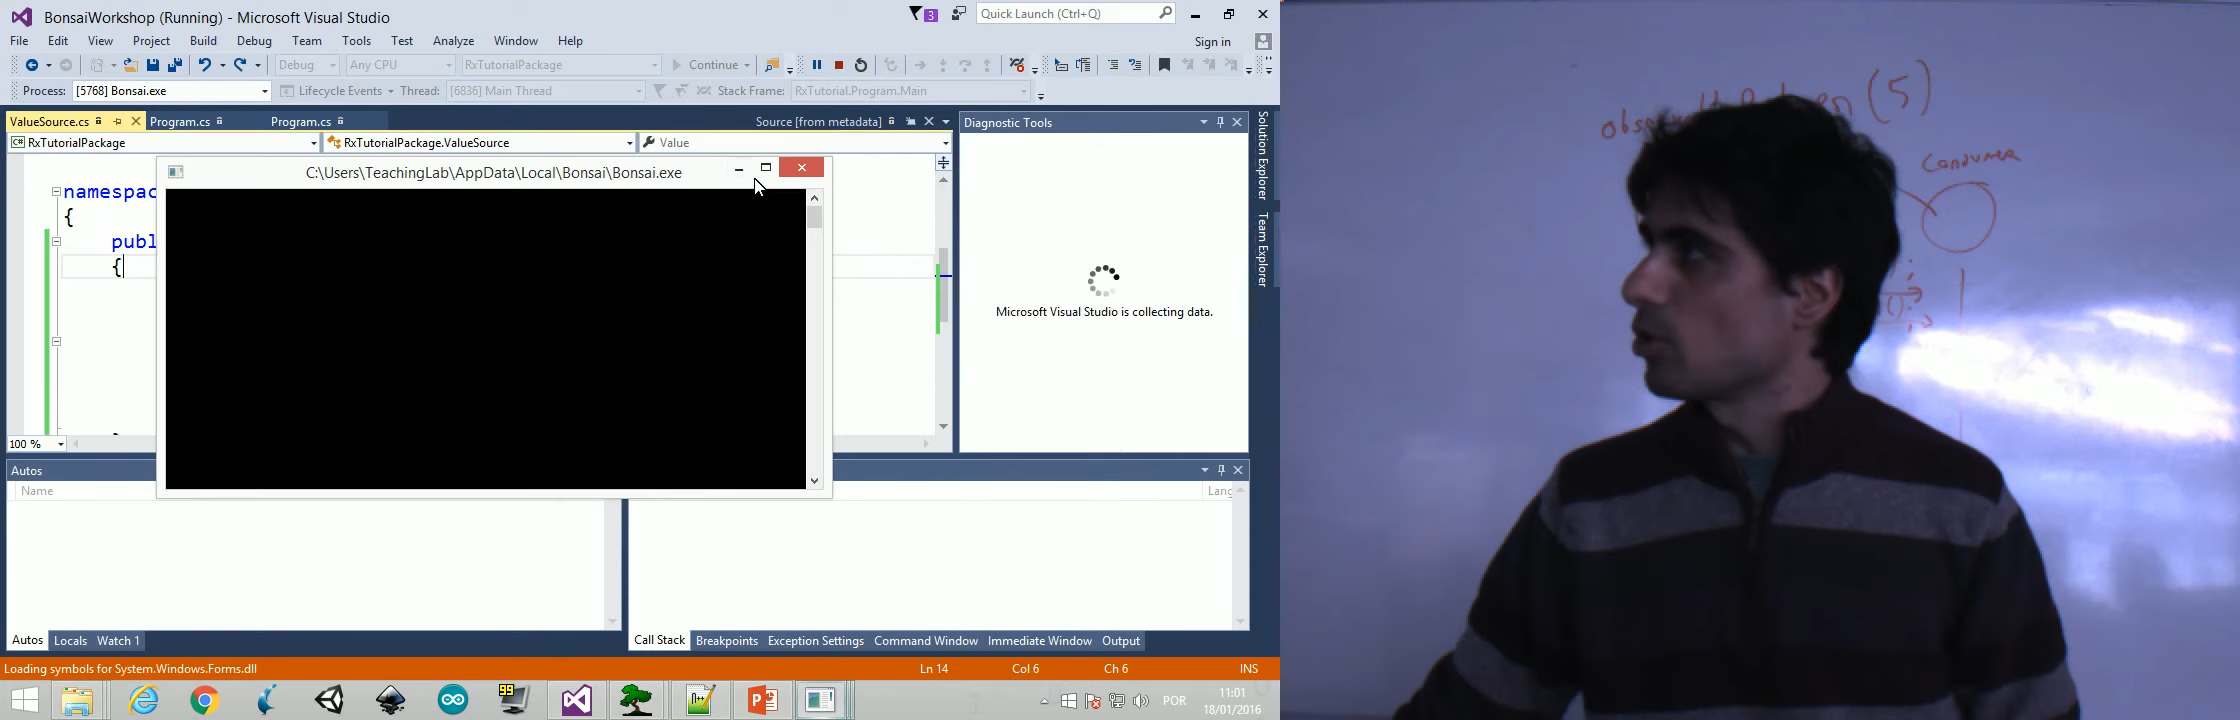 BonsaiWorkshop (Running) - Microsoft Visual Studio
3
Quick Launch (Ctrl+Q)
File Edit View Project Build Debug Team Tools Test Analyze Window Help
Sign in
Debug Any CPU RxTutorialPackage Continue
Process: [5768] Bonsai.exe Lifecycle Events Thread: [6836] Main Thread Stack Frame: RxTutorial.Program.Main
ValueSource.cs Program.cs Program.cs Source [from metadata]
Diagnostic Tools
RxTutorialPackage RxTutorialPackage.ValueSource Value
C:\Users\TeachingLab\AppData\Local\Bonsai\Bonsai.exe
namespac
{
publ
{
Microsoft Visual Studio is collecting data.
Solution Explorer
Team Explorer
100 %
Autos
Name
Lang
Autos Locals Watch 1
Call Stack Breakpoints Exception Settings Command Window Immediate Window Output
Loading symbols for System.Windows.Forms.dll Ln 14 Col 6 Ch 6 INS
99
POR
11:01
18/01/2016
(5)
Consumer